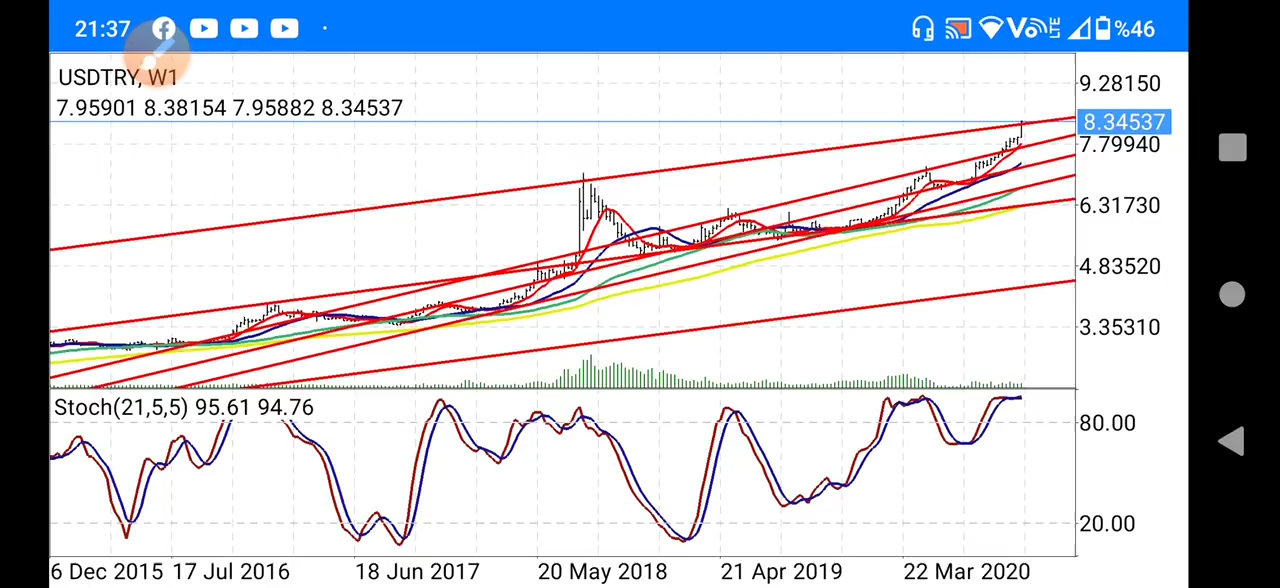 21:37 %46
USDTRY, W1
7.95901 8.38154 7.95882 8.34537
9.28150
8.34537
7.79940
6.31730
4.83520
3.35310
Stoch(21,5,5) 95.61 94.76
80.00
20.00
6 Dec 2015 17 Jul 2016 18 Jun 2017 20 May 2018 21 Apr 2019 22 Mar 2020